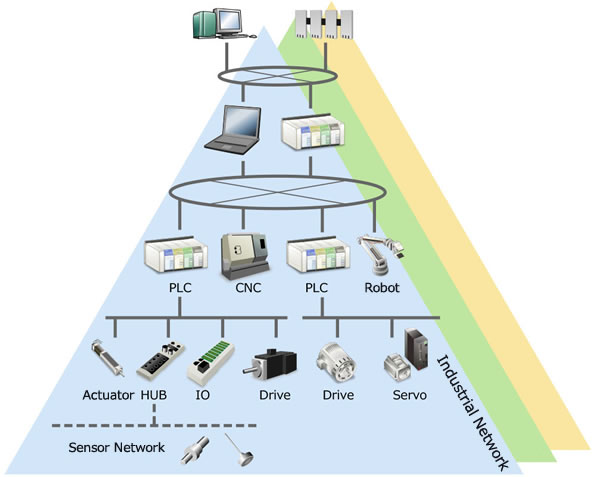 PLC
CNC
PLC
Robot
Actuator
HUB
IO
Drive
Drive
Servo
Sensor Network
Industrial Network